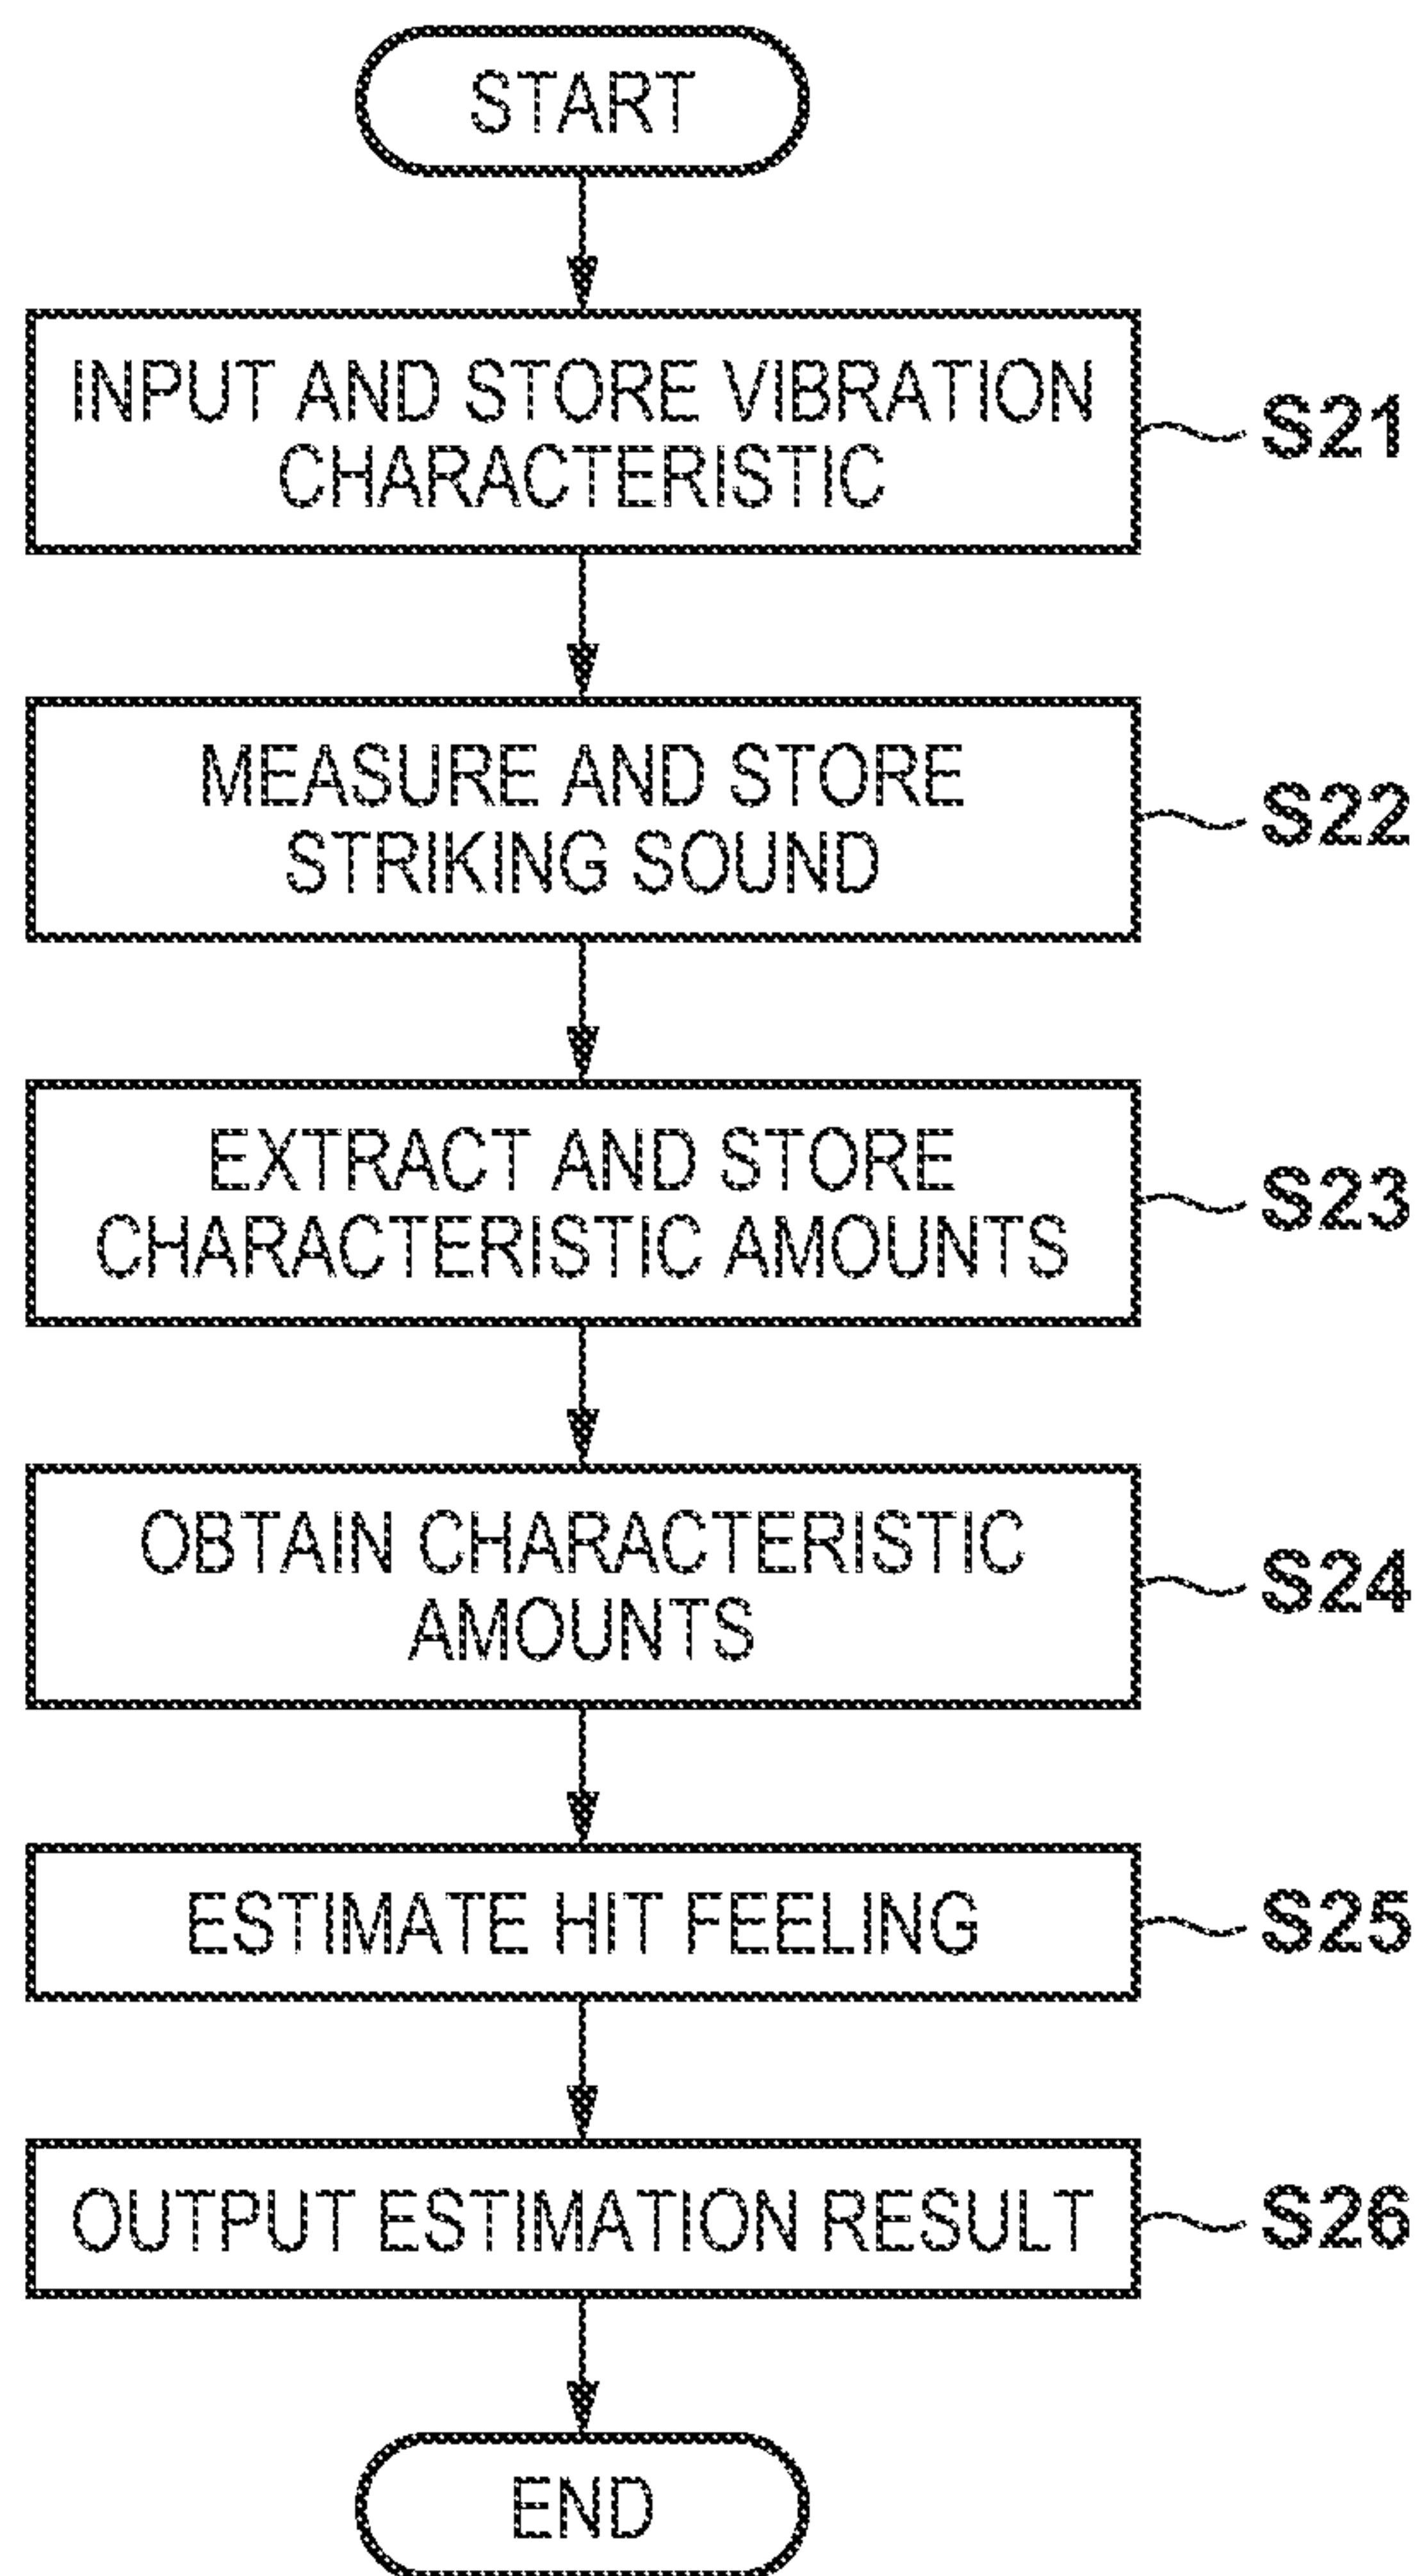 START
INPUT AND STORE VIBRATION
CHARACTERISTIC
S21
MEASURE AND STORE
STRIKING SOUND
S22
EXTRACT AND STORE
CHARACTERISTIC AMOUNTS
S23
OBTAIN CHARACTERISTIC
AMOUNTS
S24
ESTIMATE HIT FEELING
S25
OUTPUT ESTIMATION RESULT
S26
END